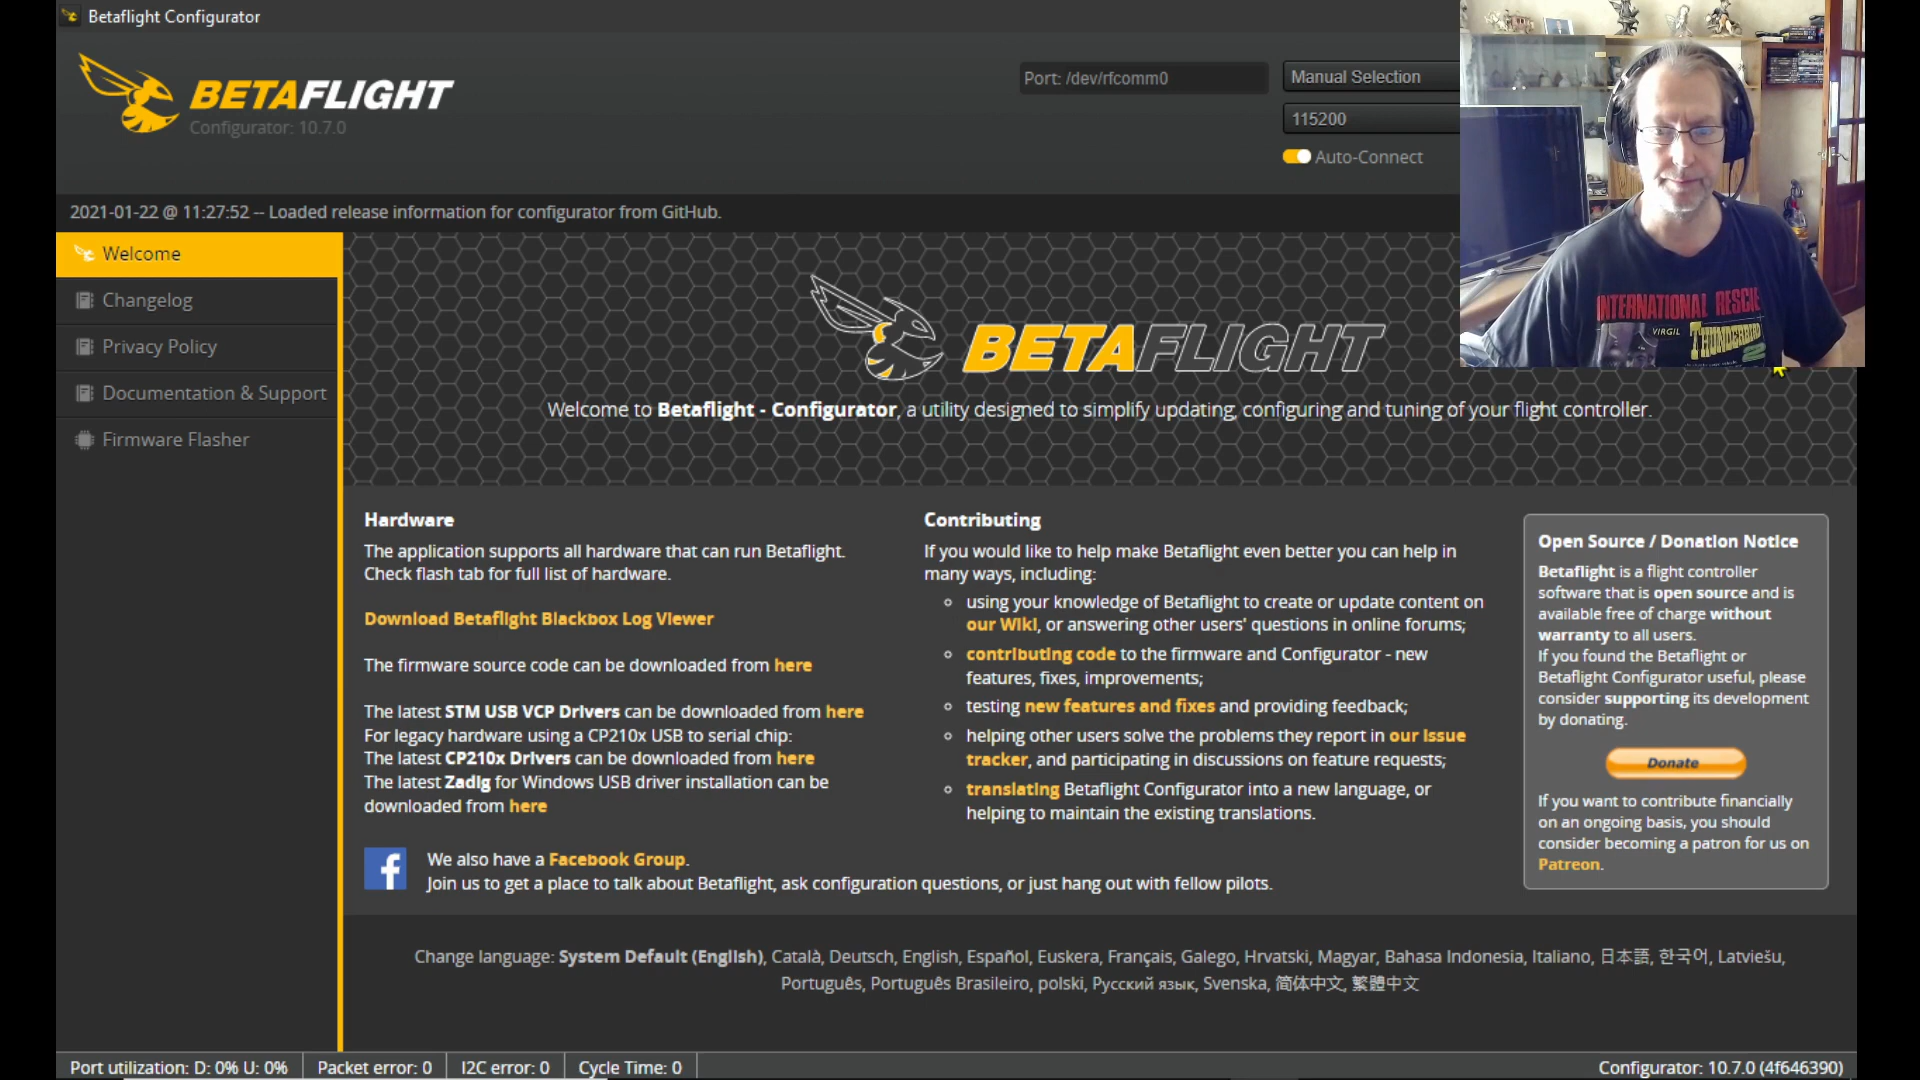 Betaflight Configurator
BETAFLIGHT
Configurator: 10.7.0
Port: /dev/rfcomm0
Manual Selection
115200
Auto-Connect
2021-01-22 @ 11:27:52 -- Loaded release information for configurator from GitHub.
Welcome
Changelog
Privacy Policy
Documentation & Support
Firmware Flasher
INTERNATIONAL RESCUE
VIRGIL
THUNDERBIRD
2
BETAFLIGHT
Welcome to Betaflight - Configurator, a utility designed to simplify updating, configuring and tuning of your flight controller.
Hardware
The application supports all hardware that can run Betaflight.
Check flash tab for full list of hardware.
Download Betaflight Blackbox Log Viewer
The firmware source code can be downloaded from here
The latest STM USB VCP Drivers can be downloaded from here
For legacy hardware using a CP210x USB to serial chip:
The latest CP210x Drivers can be downloaded from here
The latest Zadig for Windows USB driver installation can be
downloaded from here
We also have a Facebook Group.
Join us to get a place to talk about Betaflight, ask configuration questions, or just hang out with fellow pilots.
Contributing
If you would like to help make Betaflight even better you can help in
many ways, including:
using your knowledge of Betaflight to create or update content on
our Wiki, or answering other users' questions in online forums;
contributing code to the firmware and Configurator - new
features, fixes, improvements;
testing new features and fixes and providing feedback;
helping other users solve the problems they report in our issue
tracker, and participating in discussions on feature requests;
translating Betaflight Configurator into a new language, or
helping to maintain the existing translations.
Open Source / Donation Notice
Betaflight is a flight controller
software that is open source and is
available free of charge without
warranty to all users.
If you found the Betaflight or
Betaflight Configurator useful, please
consider supporting its development
by donating.
Donate
If you want to contribute financially
on an ongoing basis, you should
consider becoming a patron for us on
Patreon.
Change language: System Default (English), Català, Deutsch, English, Español, Euskera, Français, Galego, Hrvatski, Magyar, Bahasa Indonesia, Italiano, 日本語, 한국어, Latviešu,
Português, Português Brasileiro, polski, Русский язык, Svenska, 简体中文, 繁體中文
Port utilization: D: 0% U: 0%
Packet error: 0
I2C error: 0
Cycle Time: 0
Configurator: 10.7.0 (4f646390)